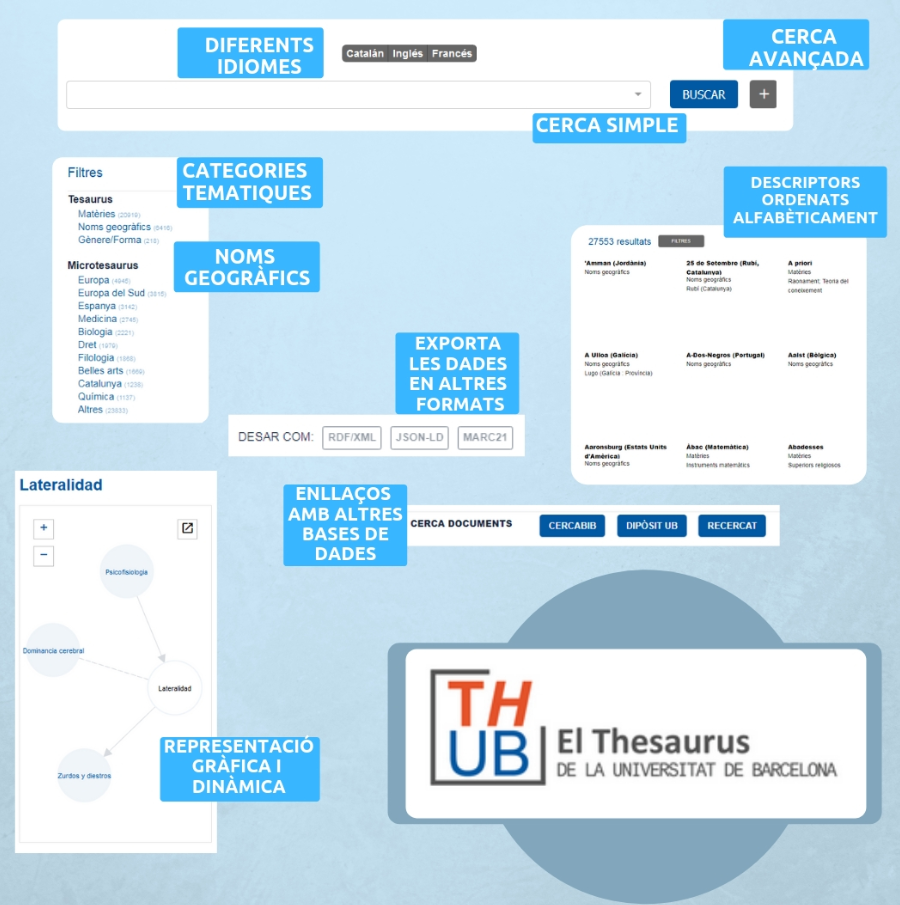 DIFERENTS
IDIOMES
Catalán Inglés Francés
CERCA
AVANÇADA
BUSCAR +
CERCA SIMPLE
Filtres
CATEGORIES
TEMATIQUES
Tesaurus
Matèries (20919)
Noms geogràfics (6416)
Gènere/Forma (218)
NOMS
GEOGRÀFICS
Microtesaurus
Europa (4946)
Europa del Sud (3816)
Espanya (3142)
Medicina (2746)
Biologia (2221)
Dret (1979)
Filologia (1368)
Belles arts (1669)
Catalunya (1239)
Química (1137)
Altres (23933)
DESCRIPTORS
ORDENATS
ALFABÈTICAMENT
27553 resultats FILTRES
'Amman (Jordània)
Noms geogràfics
25 de Setembre (Rubí,
Catalunya)
Noms geogràfics
Rubí (Catalunya)
A priori
Matèries
Raonament; Teoria del
coneixement
A Ulloa (Galícia)
Noms geogràfics
Lugo (Galícia : Província)
A-Dos-Negros (Portugal)
Noms geogràfics
Aalst (Bèlgica)
Noms geogràfics
Aaronsburg (Estats Units
d'Amèrica)
Noms geogràfics
Àbac (Matemàtica)
Matèries
Instruments matemàtics
Abadesses
Matèries
Superiors religiosos
EXPORTA
LES DADES
EN ALTRES
FORMATS
DESAR COM: RDF/XML JSON-LD MARC21
ENLLAÇOS
AMB ALTRES
BASES DE
DADES
CERCA DOCUMENTS CERCABIB DIPÒSIT UB RECERCAT
Lateralidad
+
−
Psicofisiología
Dominancia cerebral
Lateralidad
Zurdos y diestros
REPRESENTACIÓ
GRÀFICA I
DINÀMICA
TH
UB
El Thesaurus
DE LA UNIVERSITAT DE BARCELONA